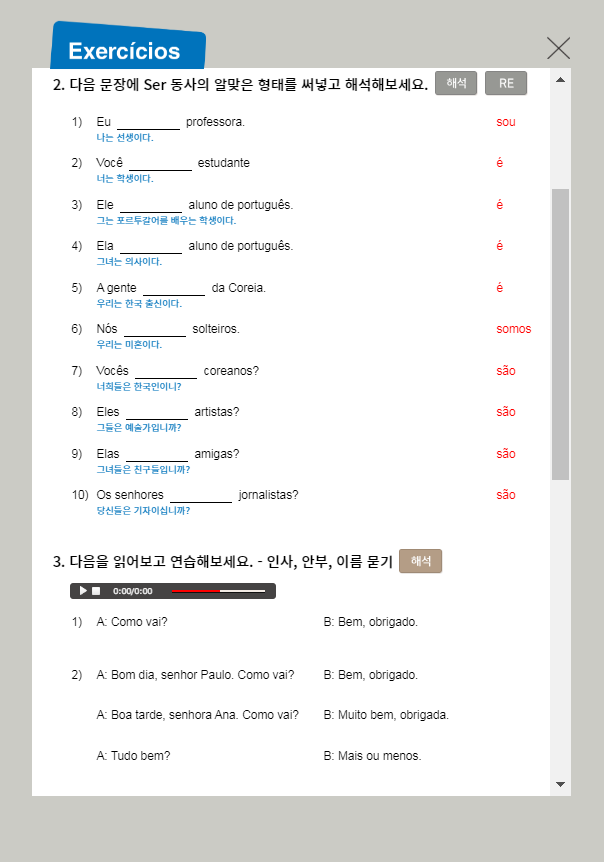 Exercícios
2. 다음 문장에 Ser 동사의 알맞은 형태를 써넣고 해석해보세요. 해석 RE
1) Eu _________ professora. sou
나는 선생이다.
2) Você _________ estudante é
너는 학생이다.
3) Ele _________ aluno de português. é
그는 포르투갈어를 배우는 학생이다.
4) Ela _________ aluno de português. é
그녀는 의사이다.
5) A gente _________ da Coreia. é
우리는 한국 출신이다.
6) Nós _________ solteiros. somos
우리는 미혼이다.
7) Vocês _________ coreanos? são
너희들은 한국인이니?
8) Eles _________ artistas? são
그들은 예술가입니까?
9) Elas _________ amigas? são
그녀들은 친구들입니까?
10) Os senhores _________ jornalistas? são
당신들은 기자이십니까?
3. 다음을 읽어보고 연습해보세요. - 인사, 안부, 이름 묻기 해석
0:00/0:00
1) A: Como vai? B: Bem, obrigado.
2) A: Bom dia, senhor Paulo. Como vai? B: Bem, obrigado.
A: Boa tarde, senhora Ana. Como vai? B: Muito bem, obrigada.
A: Tudo bem? B: Mais ou menos.